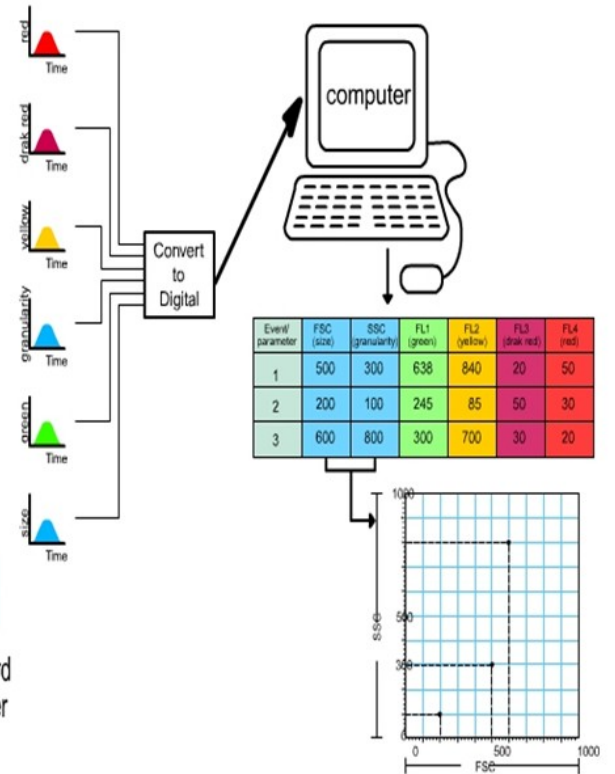 red
Time
drak red
Time
yellow
Time
granularity
Time
green
Time
size
Time
Convert
to
Digital
computer
Event/ parameter FSC (size) SSC (granularity) FL1 (green) FL2 (yellow) FL3 (drak red) FL4 (red)
1 500 300 638 840 20 50
2 200 100 245 85 50 30
3 600 800 300 700 30 20
1000
500
300
0
SSC
0 500 1000
FSC